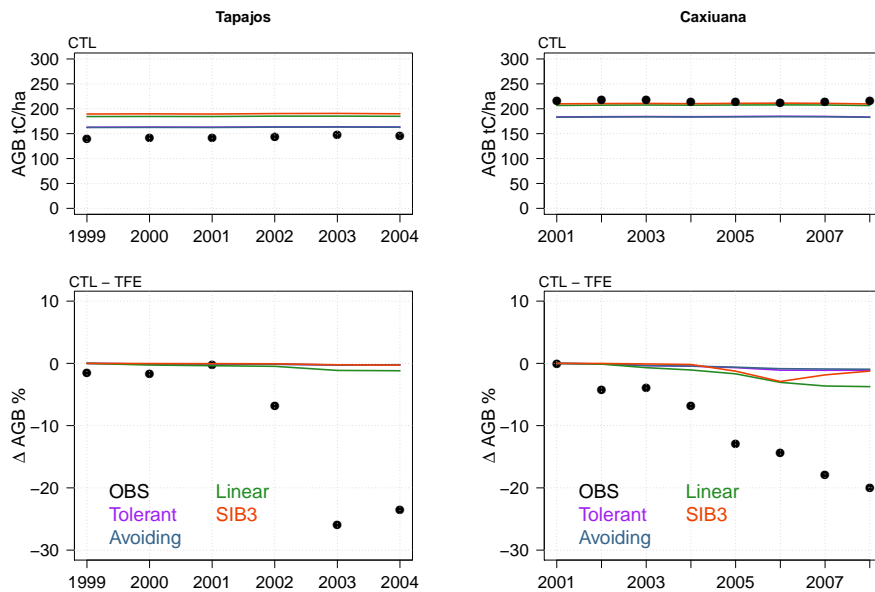 Tapajos
Caxiuana
CTL
CTL
AGB tC/ha
300
250
200
150
100
50
0
1999 2000 2001 2002 2003 2004
AGB tC/ha
300
250
200
150
100
50
0
2001 2003 2005 2007
CTL − TFE
CTL − TFE
Δ AGB %
10
0
−10
−20
−30
OBS Linear
Tolerant SIB3
Avoiding
1999 2000 2001 2002 2003 2004
Δ AGB %
10
0
−10
−20
−30
OBS Linear
Tolerant SIB3
Avoiding
2001 2003 2005 2007